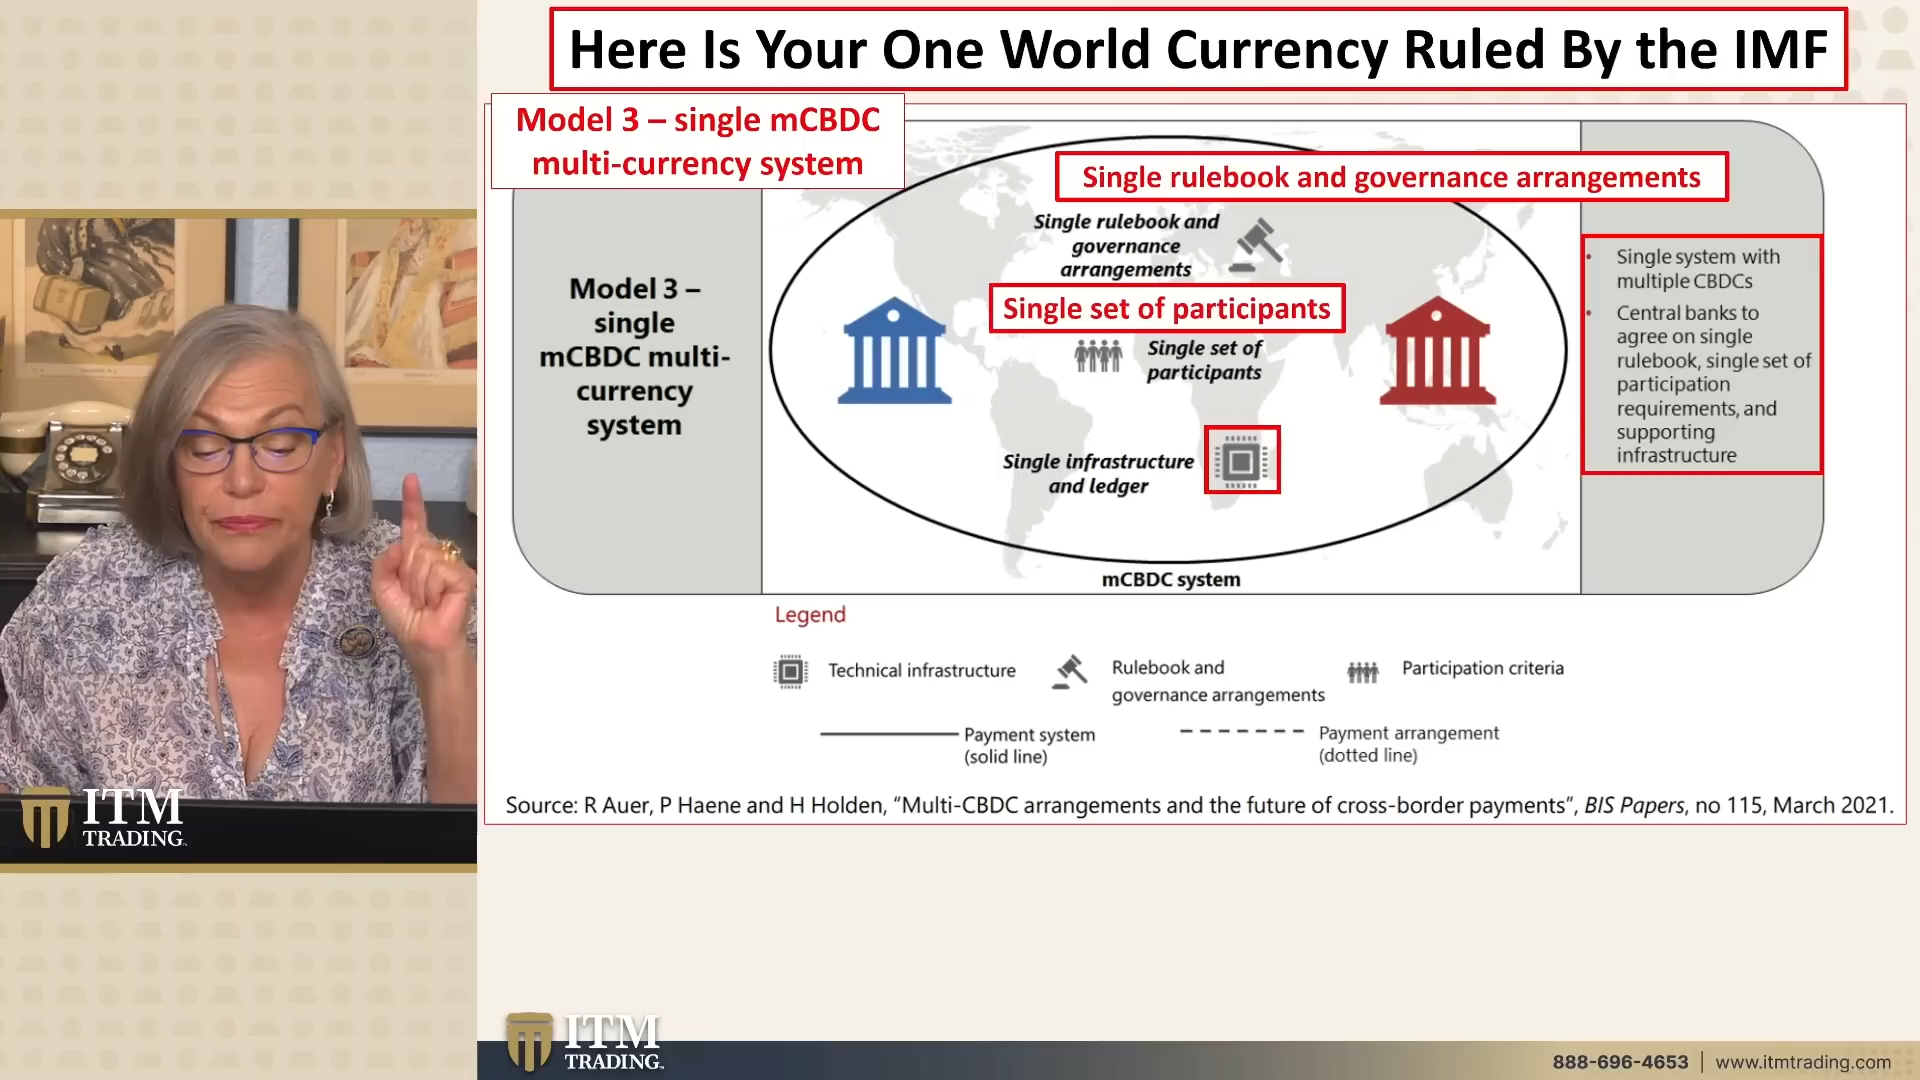 Here Is Your One World Currency Ruled By the IMF
Model 3 – single mCBDC
multi-currency system
Single rulebook and governance arrangements
Single rulebook and
governance
arrangements
Single set of participants
Single set of
participants
Single infrastructure
and ledger
mCBDC system
Model 3 –
single
mCBDC multi-
currency
system
• Single system with
multiple CBDCs
• Central banks to
agree on single
rulebook, single set of
participation
requirements, and
supporting
infrastructure
Legend
Technical infrastructure
Rulebook and
governance arrangements
Participation criteria
Payment system
(solid line)
Payment arrangement
(dotted line)
Source: R Auer, P Haene and H Holden, “Multi-CBDC arrangements and the future of cross-border payments”, BIS Papers, no 115, March 2021.
ITM
TRADING
ITM
TRADING
888-696-4653 | www.itmtrading.com